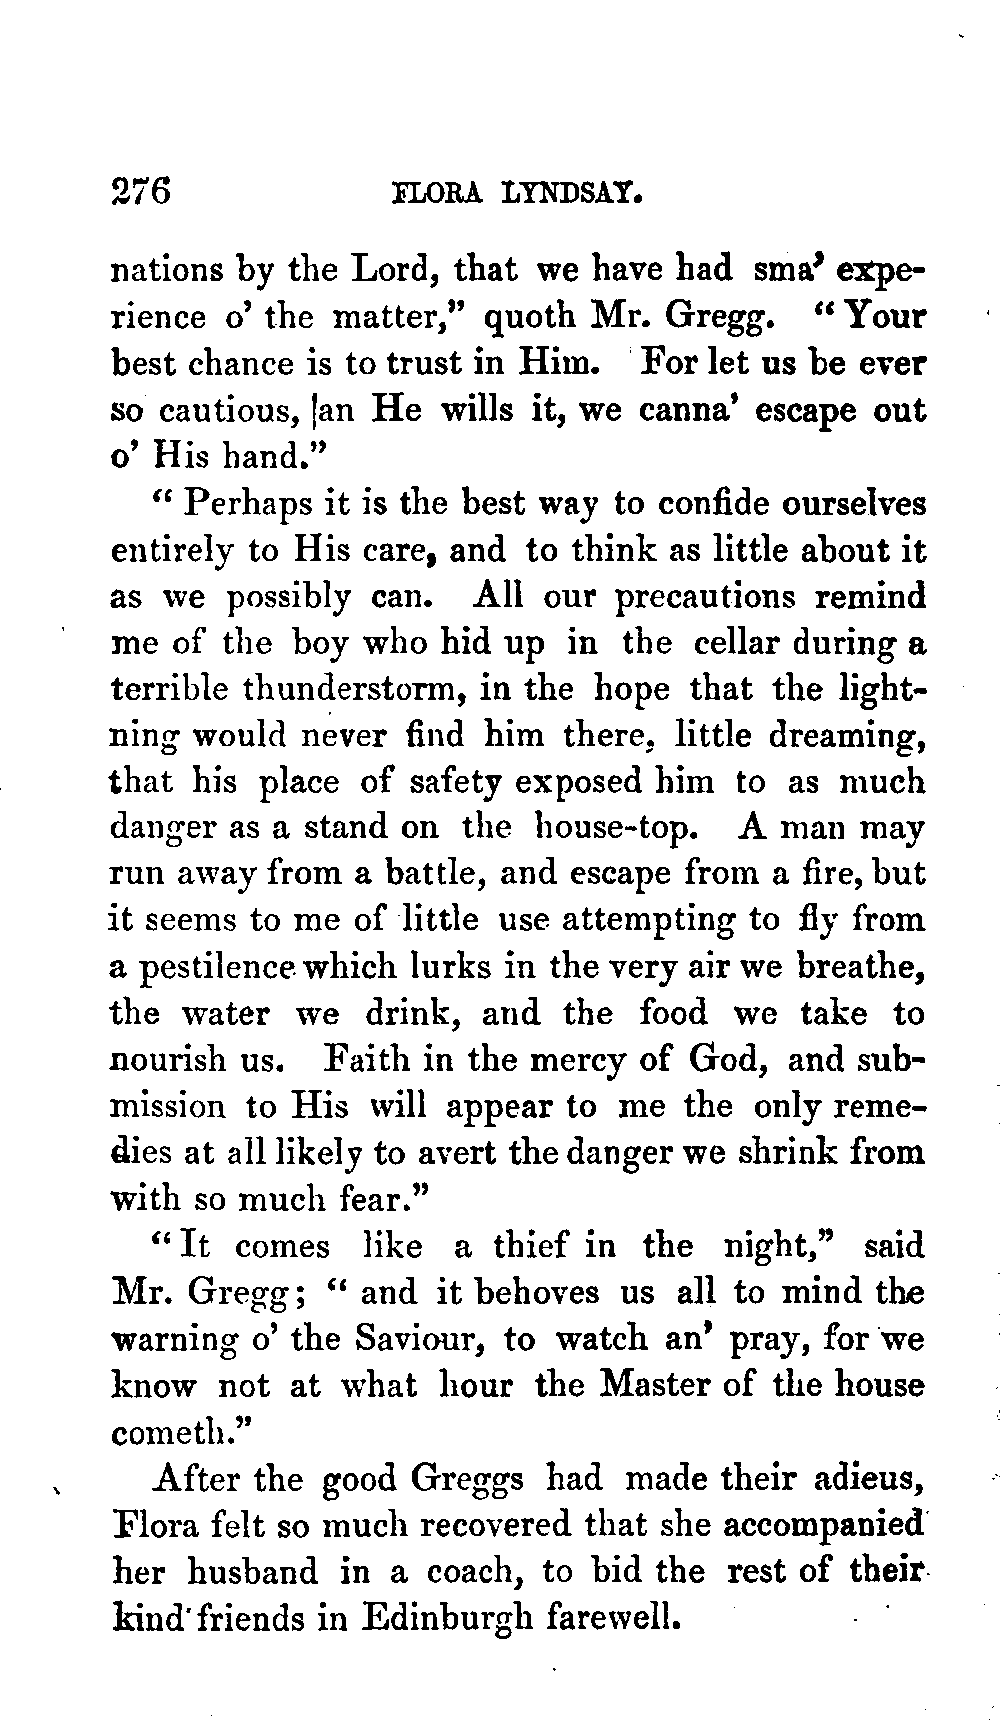 276 FLORA LYNDSAY.
nations by the Lord, that we have had sma' expe-
rience o' the matter," quoth Mr. Gregg. "Your
best chance is to trust in Him. For let us be ever
so cautious, an He wills it, we canna' escape out
o' His hand."
"Perhaps it is the best way to confide ourselves
entirely to His care, and to think as little about it
as we possibly can. All our precautions remind
me of the boy who hid up in the cellar during a
terrible thunderstorm, in the hope that the light-
ning would never find him there, little dreaming,
that his place of safety exposed him to as much
danger as a stand on the house-top. A man may
run away from a battle, and escape from a fire, but
it seems to me of little use attempting to fly from
a pestilence which lurks in the very air we breathe,
the water we drink, and the food we take to
nourish us. Faith in the mercy of God, and sub-
mission to His will appear to me the only reme-
dies at all likely to avert the danger we shrink from
with so much fear."
"It comes like a thief in the night," said
Mr. Gregg; "and it behoves us all to mind the
warning o' the Saviour, to watch an' pray, for we
know not at what hour the Master of the house
cometh."
After the good Greggs had made their adieus,
Flora felt so much recovered that she accompanied
her husband in a coach, to bid the rest of their
kind friends in Edinburgh farewell.